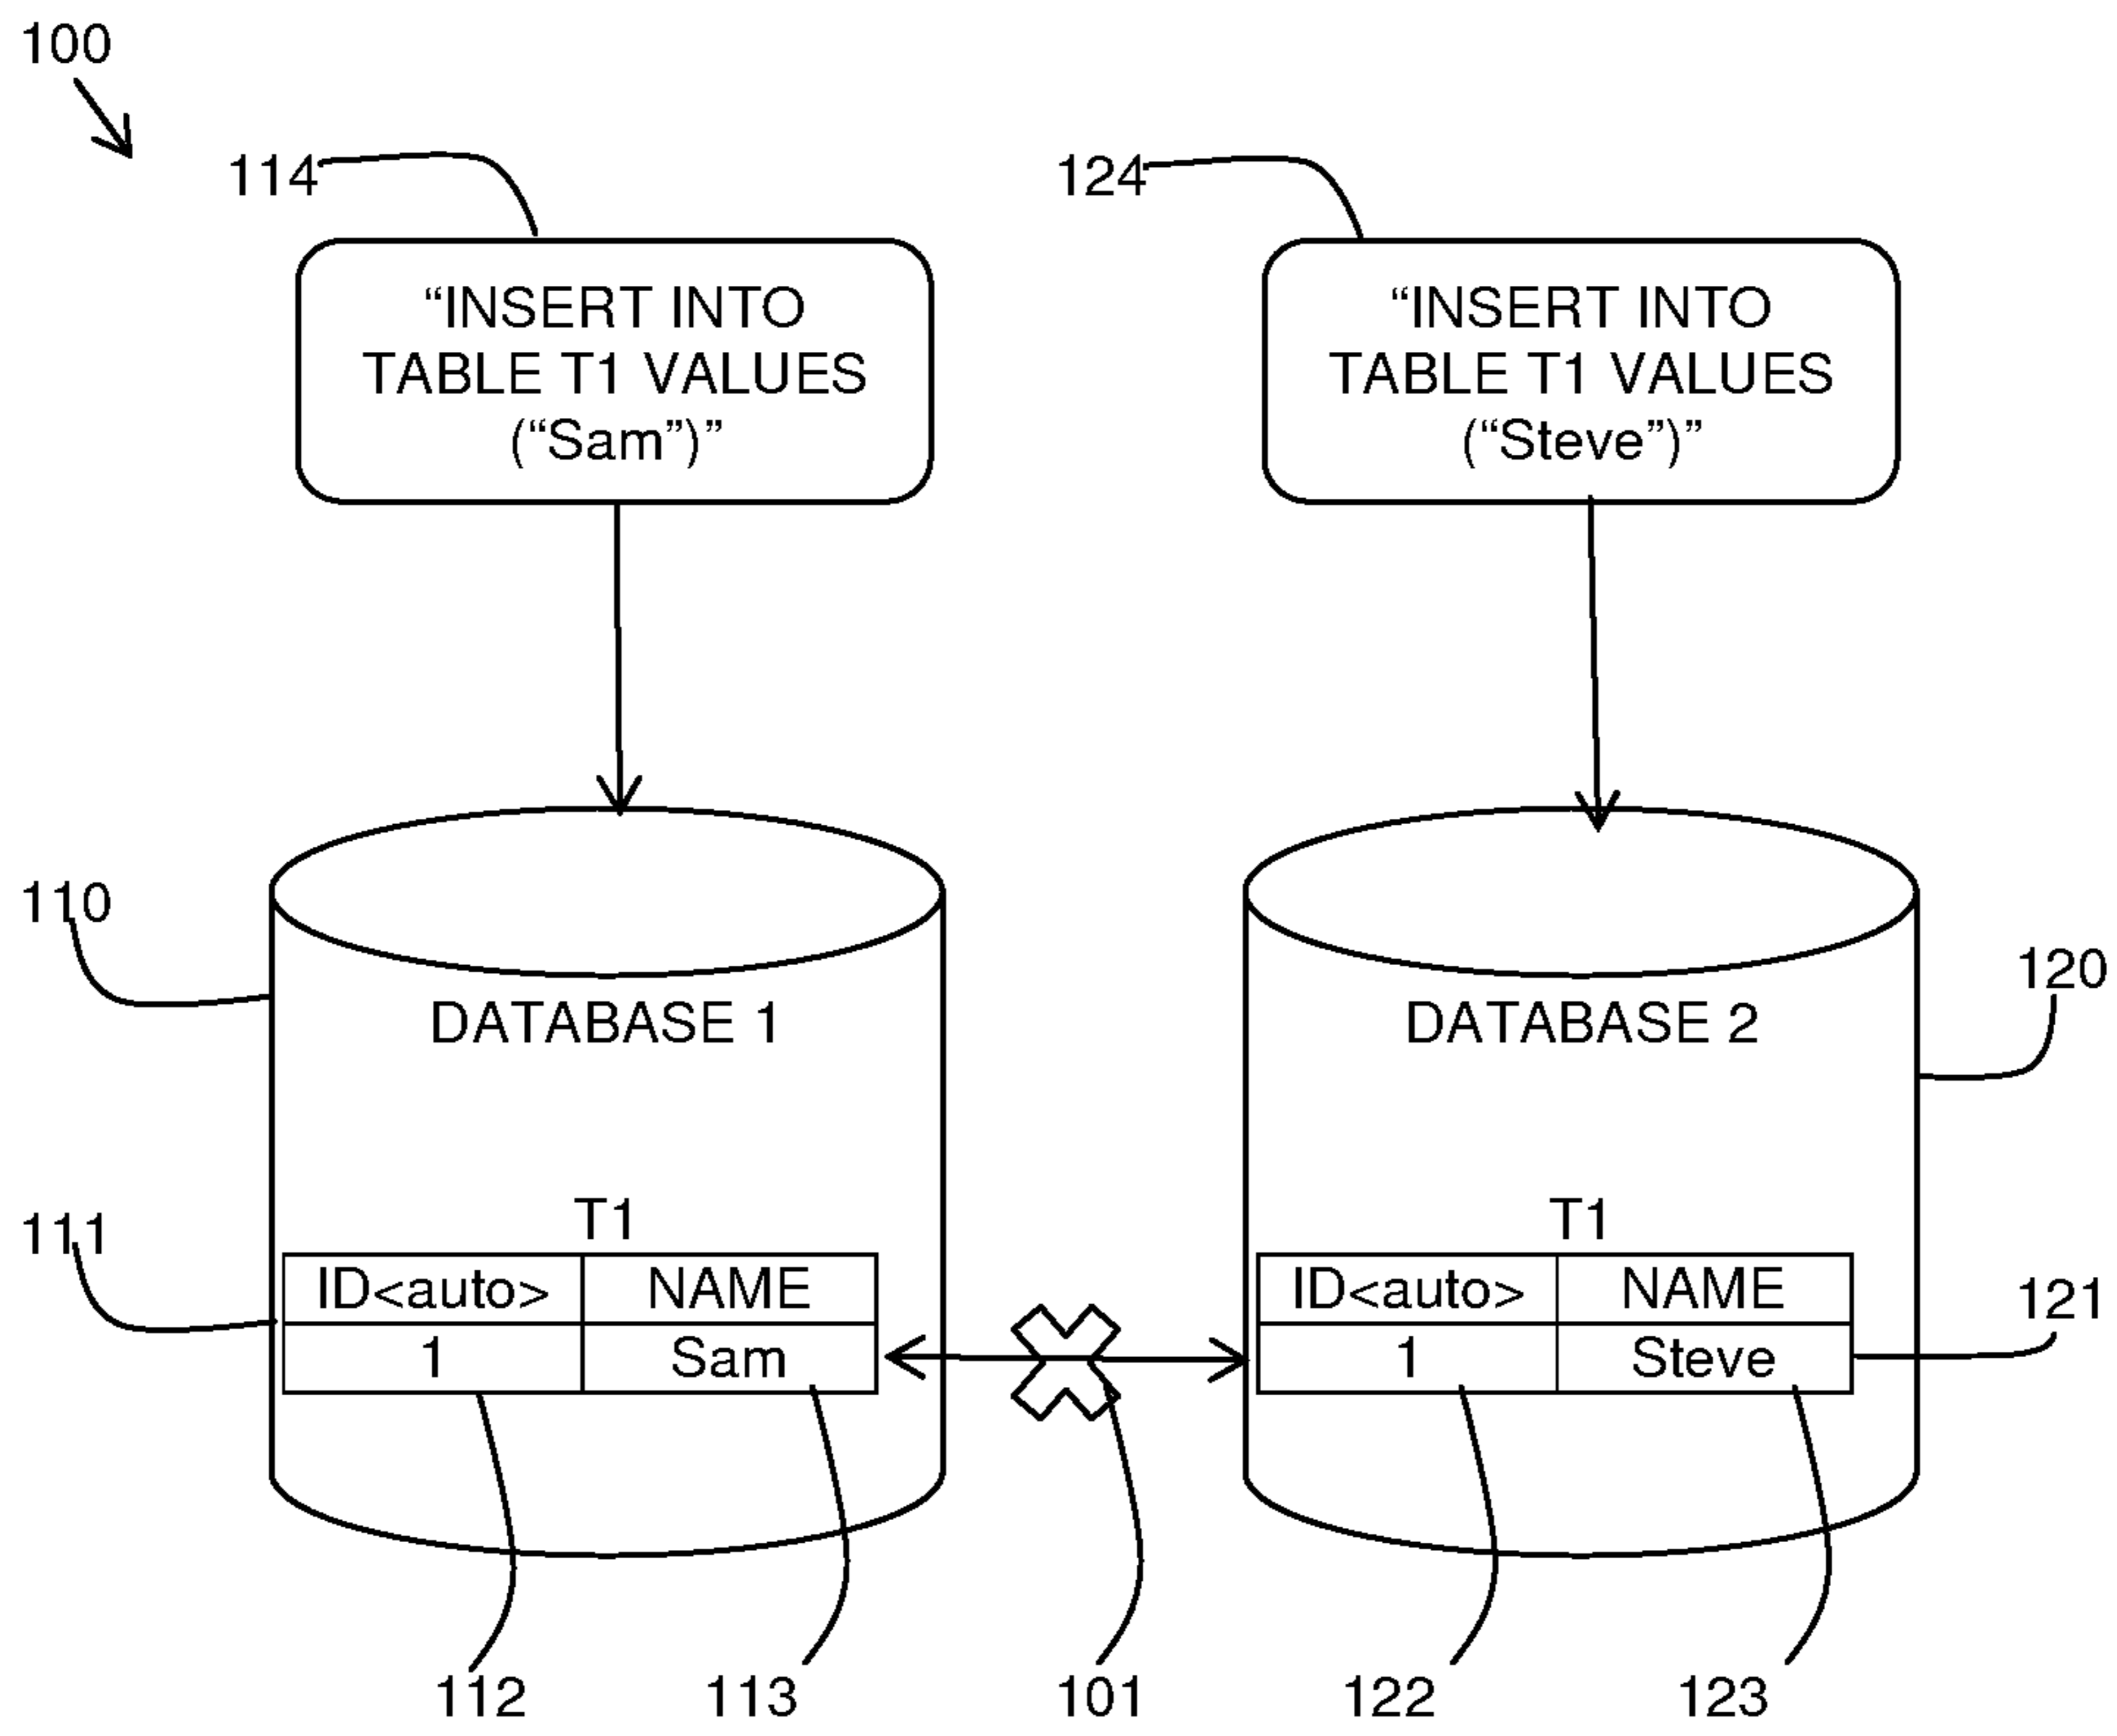 100
114
124
“INSERT INTO
TABLE T1 VALUES
(“Sam”)”
“INSERT INTO
TABLE T1 VALUES
(“Steve”)”
110
DATABASE 1
DATABASE 2
120
111
T1
ID<auto> NAME
1 Sam
T1
ID<auto> NAME
1 Steve
121
112
113
101
122
123